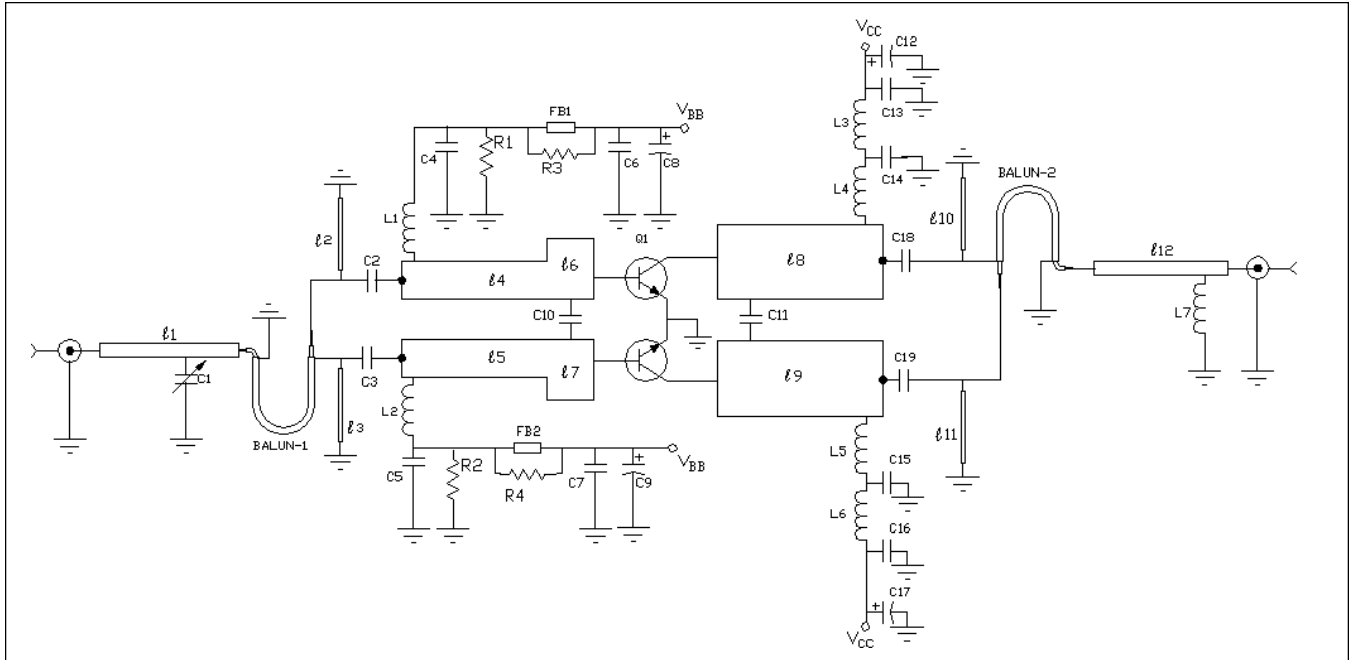 VCC
C12
+
C13
L3
C14
L4
FB1
VBB
C4
R1
R3
C6
+
C8
BALUN-2
ℓ10
L1
ℓ2
Q1
C18
ℓ12
C2
ℓ4
ℓ6
ℓ8
L7
C10
C11
ℓ1
C1
ℓ5
ℓ7
ℓ9
C3
C19
ℓ3
BALUN-1
L2
ℓ11
FB2
VBB
C5
R2
R4
C7
+
C9
L5
C15
L6
C16
+
C17
VCC